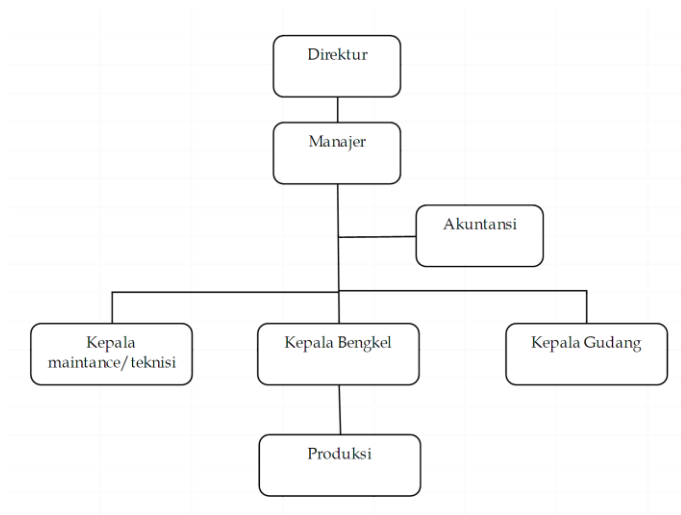 Direktur
Manajer
Akuntansi
Kepala
maintance/teknisi
Kepala Bengkel
Kepala Gudang
Produksi